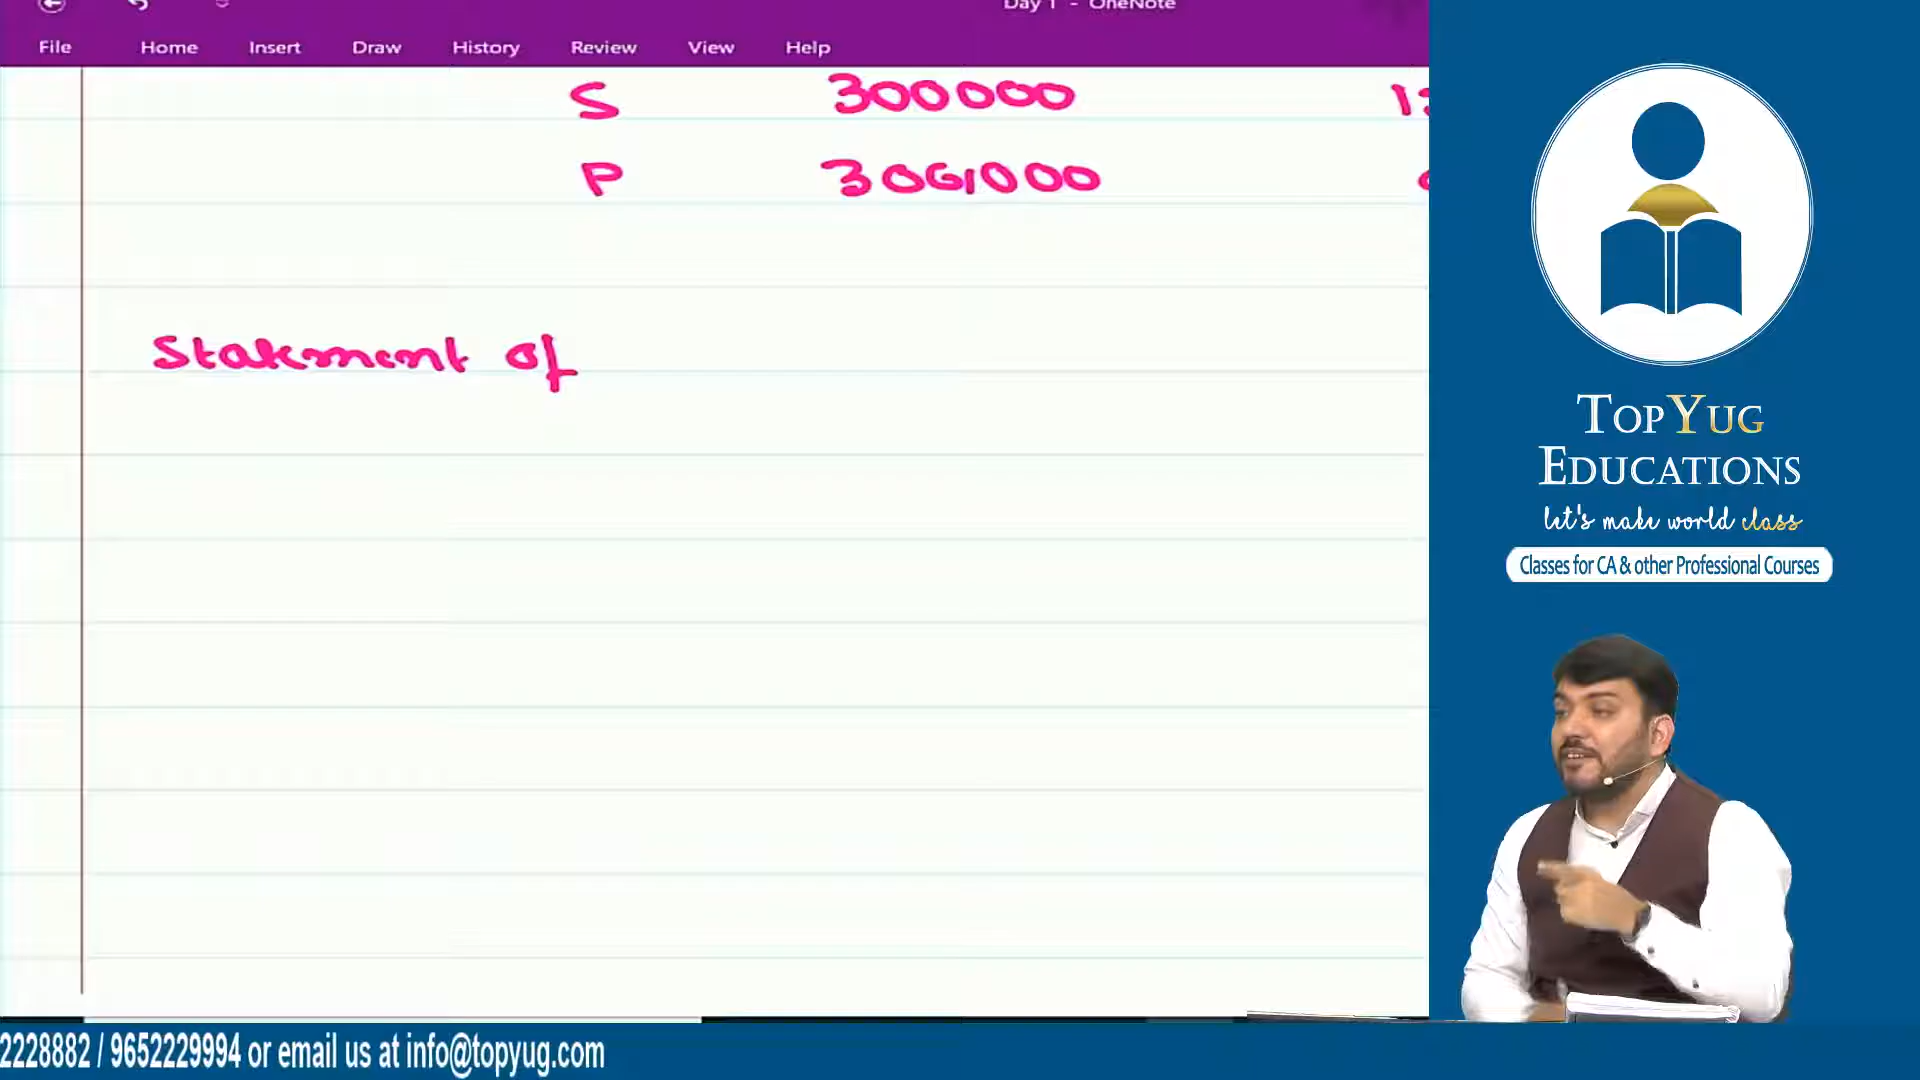 Day 1 - OneNote
File Home Insert Draw History Review View Help
S 300000
P 3061000
Statement of
TOPYUG
EDUCATIONS
let's make world class
Classes for CA & other Professional Courses
2228882 / 9652229994 or email us at info@topyug.com